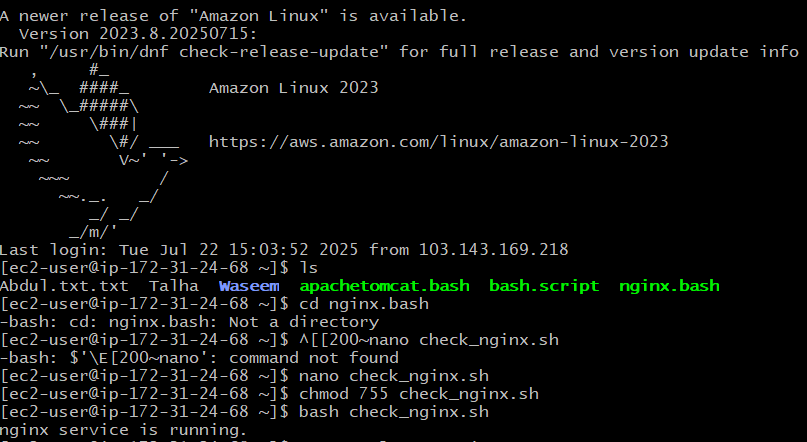 A newer release of "Amazon Linux" is available.
  Version 2023.8.20250715:
Run "/usr/bin/dnf check-release-update" for full release and version update info
   ,     #_
   ~\_  ####_        Amazon Linux 2023
  ~~  \_#####\
  ~~     \###|
  ~~       \#/ ___   https://aws.amazon.com/linux/amazon-linux-2023
   ~~       V~' '->
    ~~~         /
      ~~._.   _/
         _/ _/
       _/m/'
Last login: Tue Jul 22 15:03:52 2025 from 103.143.169.218
[ec2-user@ip-172-31-24-68 ~]$ ls
Abdul.txt.txt  Talha  Waseem  apachetomcat.bash  bash.script  nginx.bash
[ec2-user@ip-172-31-24-68 ~]$ cd nginx.bash
-bash: cd: nginx.bash: Not a directory
[ec2-user@ip-172-31-24-68 ~]$ ^[[200~nano check_nginx.sh
-bash: $'\E[200~nano': command not found
[ec2-user@ip-172-31-24-68 ~]$ nano check_nginx.sh
[ec2-user@ip-172-31-24-68 ~]$ chmod 755 check_nginx.sh
[ec2-user@ip-172-31-24-68 ~]$ bash check_nginx.sh
nginx service is running.